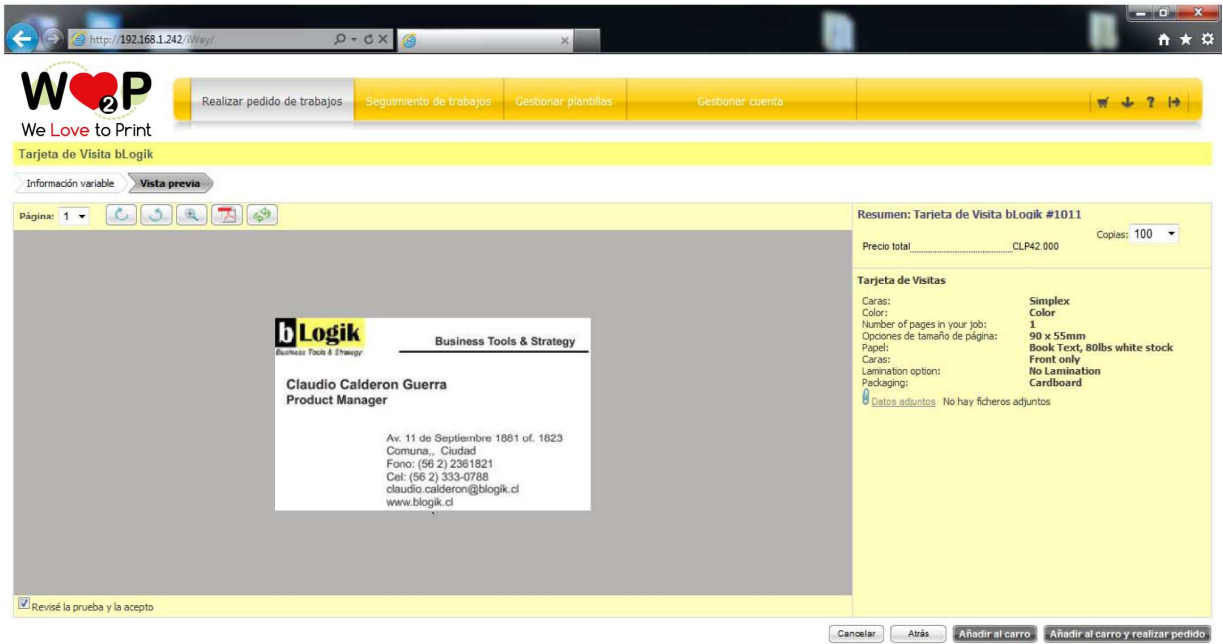 http://192.168.1.242/iWay/
W 2 P
We Love to Print
Realizar pedido de trabajos
Seguimiento de trabajos
Gestionar plantillas
Gestionar cuenta
Tarjeta de Visita bLogik
Información variable
Vista previa
Página: 1
bLogik
Business Tools & Strategy
Business Tools & Strategy
Claudio Calderon Guerra
Product Manager
Av. 11 de Septiembre 1881 of. 1823
Comuna,, Ciudad
Fono: (56 2) 2361821
Cel: (56 2) 333-0788
claudio.calderon@blogik.cl
www.blogik.cl
Revisé la prueba y la acepto
Resumen: Tarjeta de Visita bLogik #1011
Copias: 100
Precio total CLP42.000
Tarjeta de Visitas
Caras: Simplex
Color: Color
Number of pages in your job: 1
Opciones de tamaño de página: 90 x 55mm
Papel: Book Text, 80lbs white stock
Caras: Front only
Lamination option: No Lamination
Packaging: Cardboard
Datos adjuntos No hay ficheros adjuntos
Cancelar
Atrás
Añadir al carro
Añadir al carro y realizar pedido